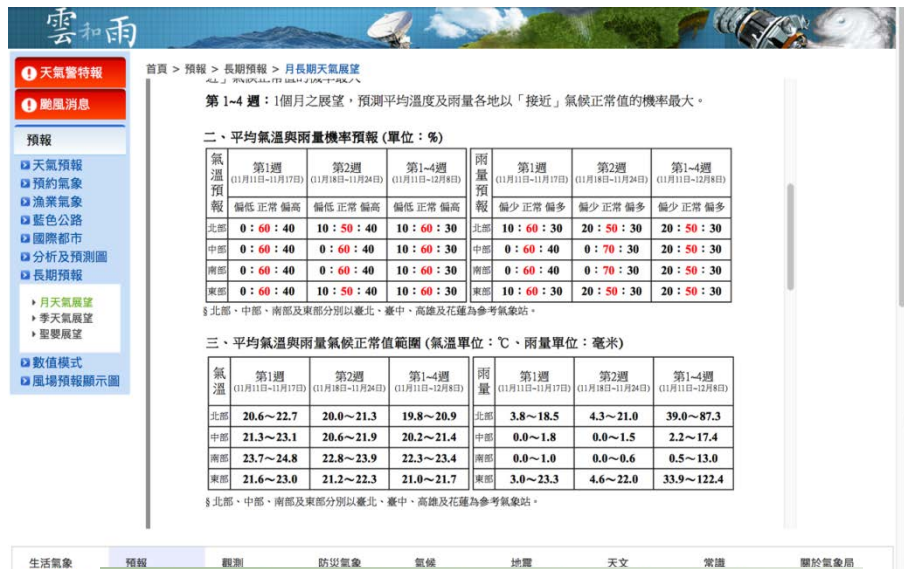 雲和雨
天氣警特報
颱風消息
預報
天氣預報
預約氣象
漁業氣象
藍色公路
國際都市
分析及預測圖
長期預報
月天氣展望
季天氣展望
聖嬰展望
數值模式
風場預報顯示圖
首頁 > 預報 > 長期預報 > 月長期天氣展望
近」氣候正常值的機率最大
第 1~4 週：1個月之展望，預測平均溫度及雨量各地以「接近」氣候正常值的機率最大。
二、平均氣溫與雨量機率預報 (單位：%)
氣溫預報 第1週 第2週 第1~4週 雨量預報 第1週 第2週 第1~4週
(11月11日~11月17日) (11月18日~11月24日) (11月11日~12月8日) (11月11日~11月17日) (11月18日~11月24日) (11月11日~12月8日)
偏低 正常 偏高 偏低 正常 偏高 偏低 正常 偏高 偏少 正常 偏多 偏少 正常 偏多 偏少 正常 偏多
北部 0：60：40 10：50：40 10：60：30 北部 10：60：30 20：50：30 20：50：30
中部 0：60：40 0：60：40 10：60：30 中部 0：60：40 0：70：30 20：50：30
南部 0：60：40 0：60：40 10：60：30 南部 0：60：40 0：70：30 20：50：30
東部 0：60：40 10：50：40 10：60：30 東部 10：60：30 20：50：30 20：50：30
§北部、中部、南部及東部分別以臺北、臺中、高雄及花蓮為參考氣象站。
三、平均氣溫與雨量氣候正常值範圍 (氣溫單位：℃、雨量單位：毫米)
氣溫 第1週 第2週 第1~4週 雨量 第1週 第2週 第1~4週
(11月11日~11月17日) (11月18日~11月24日) (11月11日~12月8日) (11月11日~11月17日) (11月18日~11月24日) (11月11日~12月8日)
北部 20.6～22.7 20.0～21.3 19.8～20.9 北部 3.8～18.5 4.3～21.0 39.0～87.3
中部 21.3～23.1 20.6～21.9 20.2～21.4 中部 0.0～1.8 0.0～1.5 2.2～17.4
南部 23.7～24.8 22.8～23.9 22.3～23.4 南部 0.0～1.0 0.0～0.6 0.5～13.0
東部 21.6～23.0 21.2～22.3 21.0～21.7 東部 3.0～23.3 4.6～22.0 33.9～122.4
§北部、中部、南部及東部分別以臺北、臺中、高雄及花蓮為參考氣象站。
生活氣象 預報 觀測 防災氣象 氣候 地震 天文 常識 關於氣象局